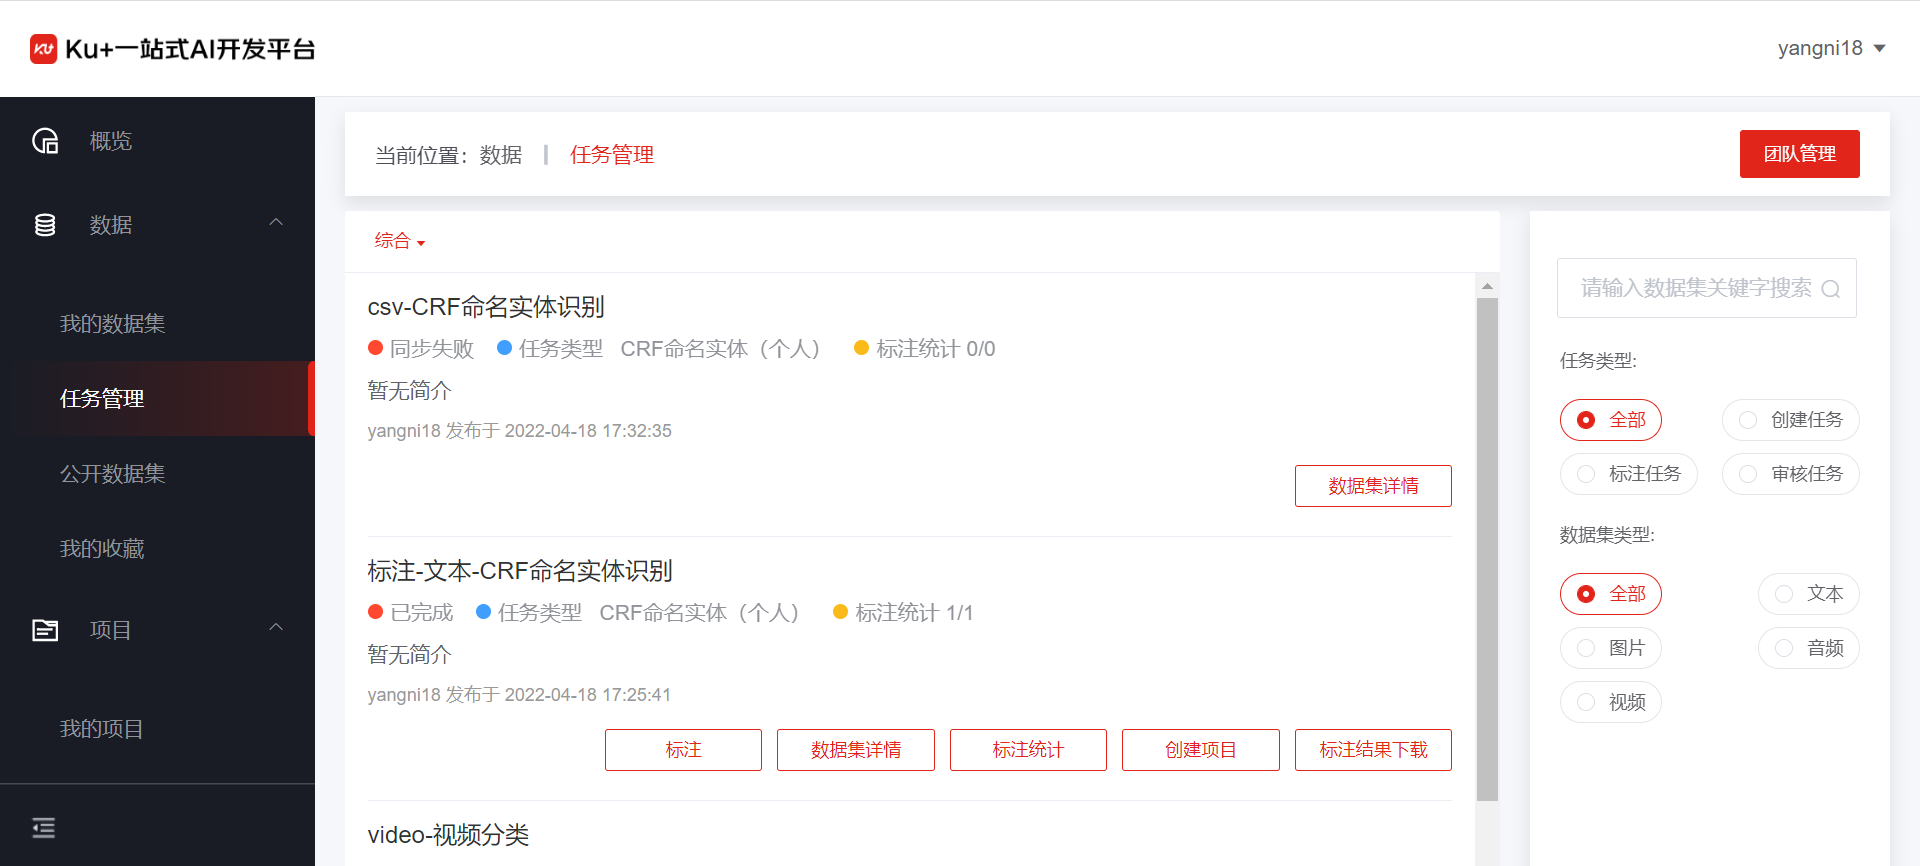 Ku+一站式AI开发平台
yangni18
概览
数据
我的数据集
任务管理
公开数据集
我的收藏
项目
我的项目
当前位置：数据 | 任务管理
团队管理
综合
csv-CRF命名实体识别
同步失败 任务类型 CRF命名实体（个人） 标注统计 0/0
暂无简介
yangni18 发布于 2022-04-18 17:32:35
数据集详情
标注-文本-CRF命名实体识别
已完成 任务类型 CRF命名实体（个人） 标注统计 1/1
暂无简介
yangni18 发布于 2022-04-18 17:25:41
标注 数据集详情 标注统计 创建项目 标注结果下载
video-视频分类
请输入数据集关键字搜索
任务类型:
全部 创建任务
标注任务 审核任务
数据集类型:
全部 文本
图片 音频
视频